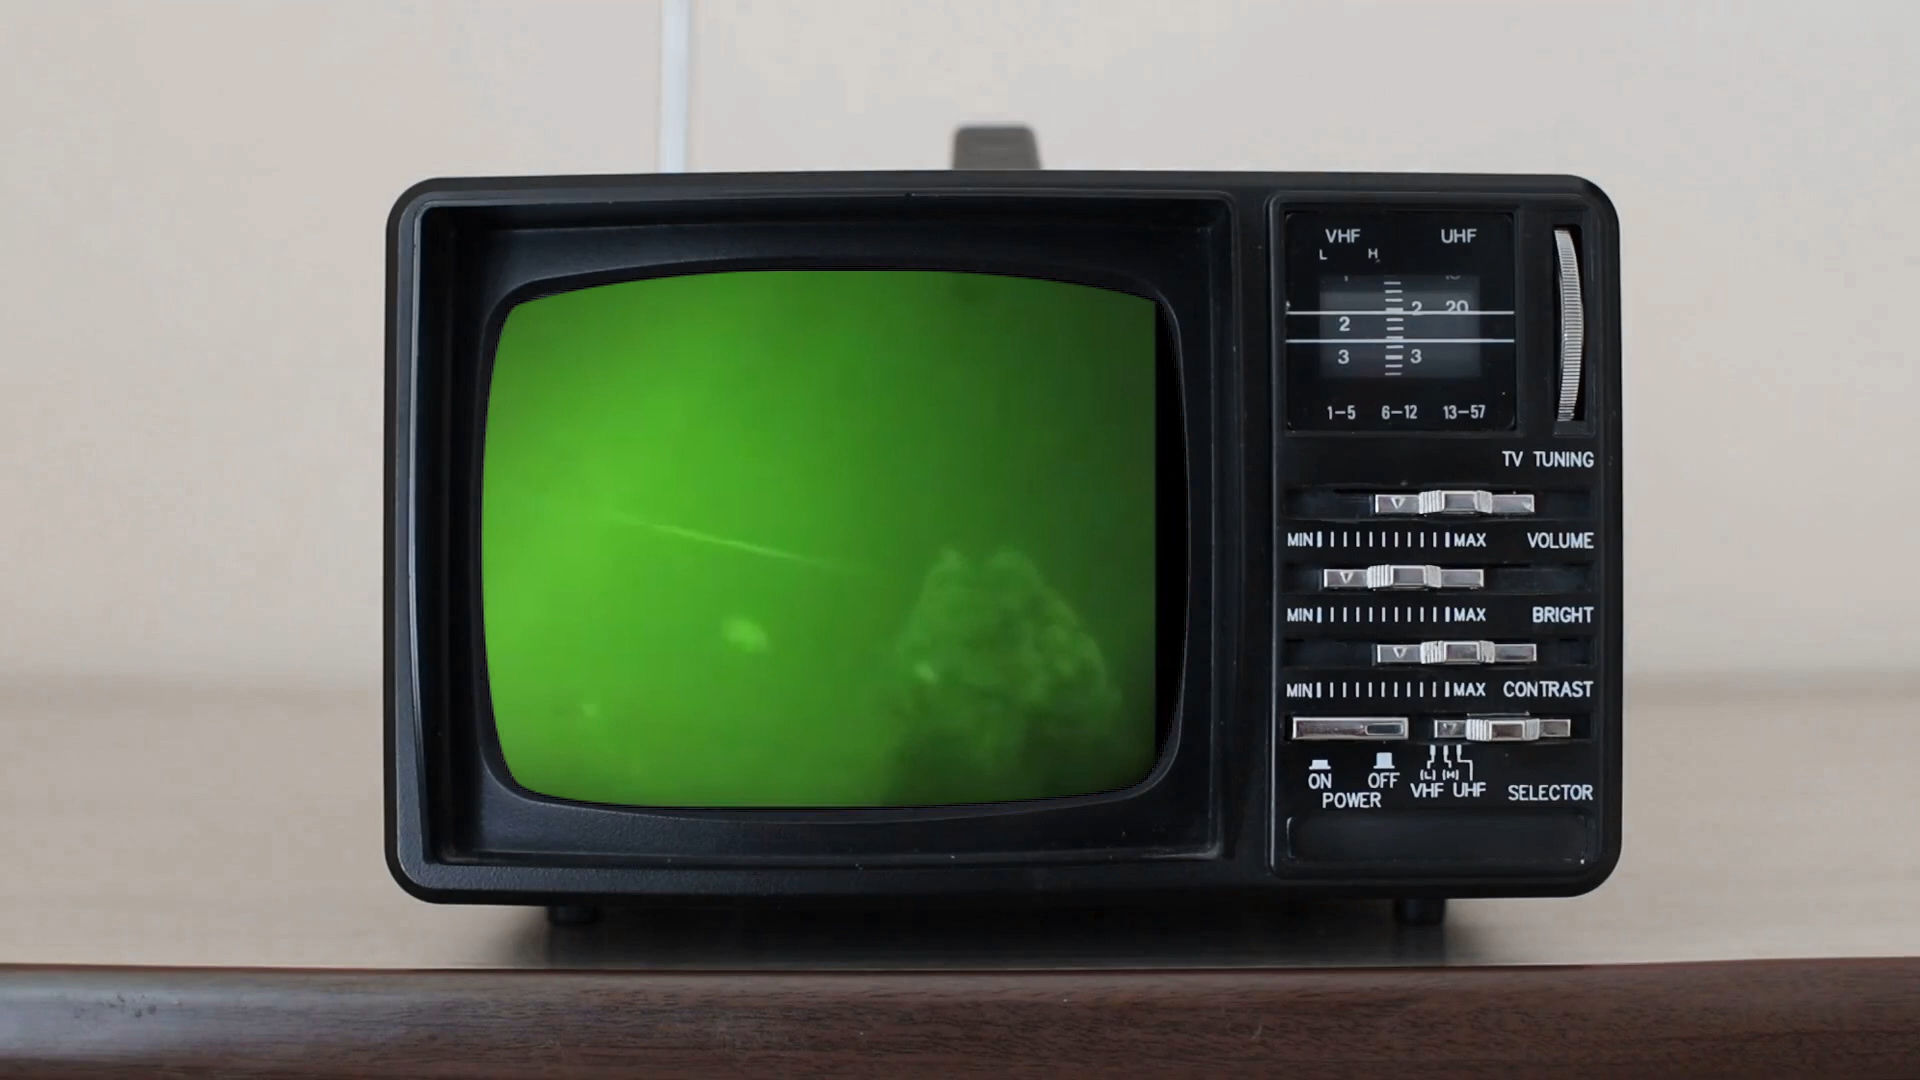 VHF UHF
L H
2 20
2
3 3
1-5 6-12 13-57
TV TUNING
MIN MAX VOLUME
MIN MAX BRIGHT
MIN MAX CONTRAST
ON OFF (L) (H)
POWER VHF UHF SELECTOR